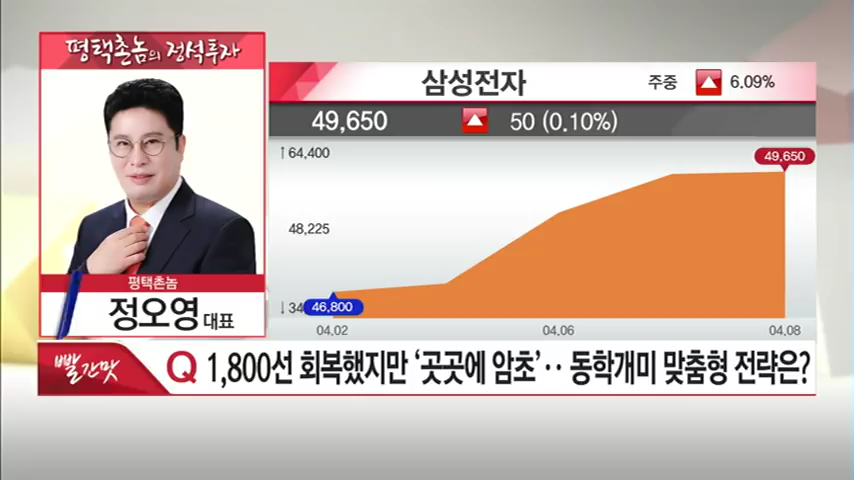 평택촌놈의 정석투자
평택촌놈
정오영 대표
삼성전자
주중 ▲ 6.09%
49,650 ▲ 50 (0.10%)
↑64,400
48,225
↓34
46,800
49,650
04.02 04.06 04.08
빨간맛
Q 1,800선 회복했지만 ‘곳곳에 암초’‥ 동학개미 맞춤형 전략은?